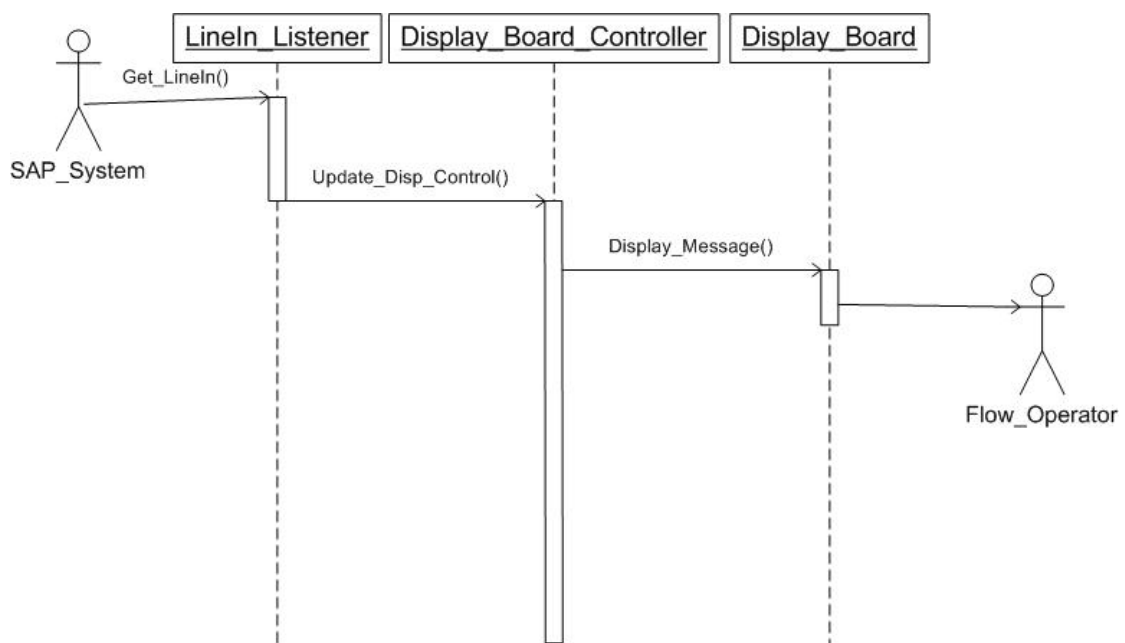 LineIn_Listener
Display_Board_Controller
Display_Board
Get_LineIn()
SAP_System
Update_Disp_Control()
Display_Message()
Flow_Operator